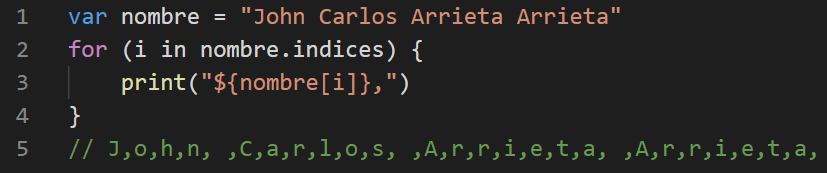 1 var nombre = "John Carlos Arrieta Arrieta"
2 for (i in nombre.indices) {
3     print("${nombre[i]},")
4 }
5 // J,o,h,n, ,C,a,r,l,o,s, ,A,r,r,i,e,t,a, ,A,r,r,i,e,t,a,